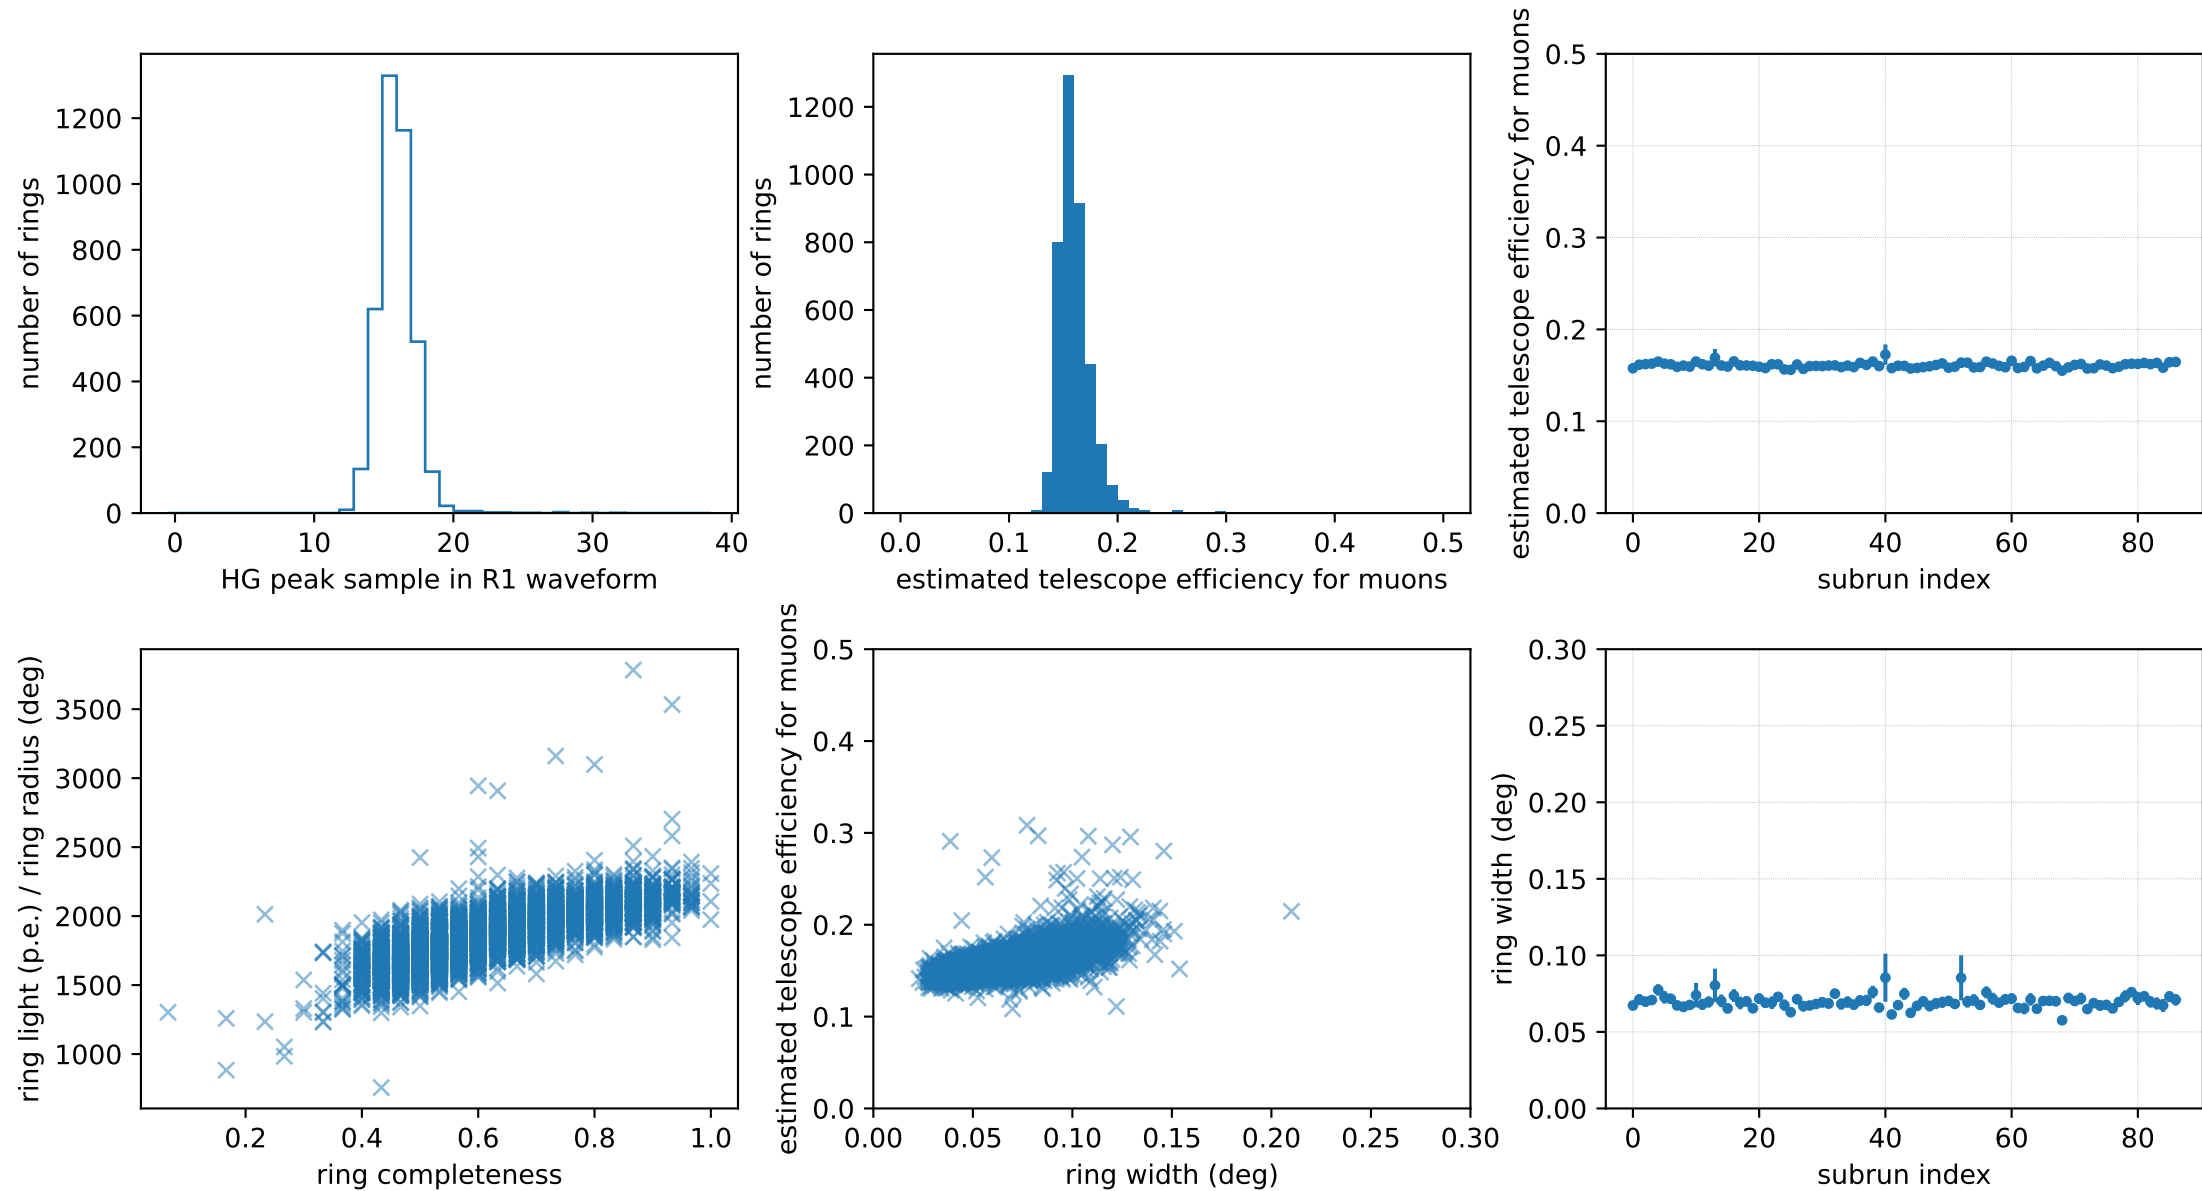 number of rings
1200
1000
800
600
400
200
0
0 10 20 30 40
HG peak sample in R1 waveform
number of rings
1200
1000
800
600
400
200
0
0.0 0.1 0.2 0.3 0.4 0.5
estimated telescope efficiency for muons
estimated telescope efficiency for muons
0.5
0.4
0.3
0.2
0.1
0.0
0 20 40 60 80
subrun index
ring light (p.e.) / ring radius (deg)
3500
3000
2500
2000
1500
1000
0.2 0.4 0.6 0.8 1.0
ring completeness
estimated telescope efficiency for muons
0.5
0.4
0.3
0.2
0.1
0.0
0.00 0.05 0.10 0.15 0.20 0.25 0.30
ring width (deg)
ring width (deg)
0.30
0.25
0.20
0.15
0.10
0.05
0.00
0 20 40 60 80
subrun index